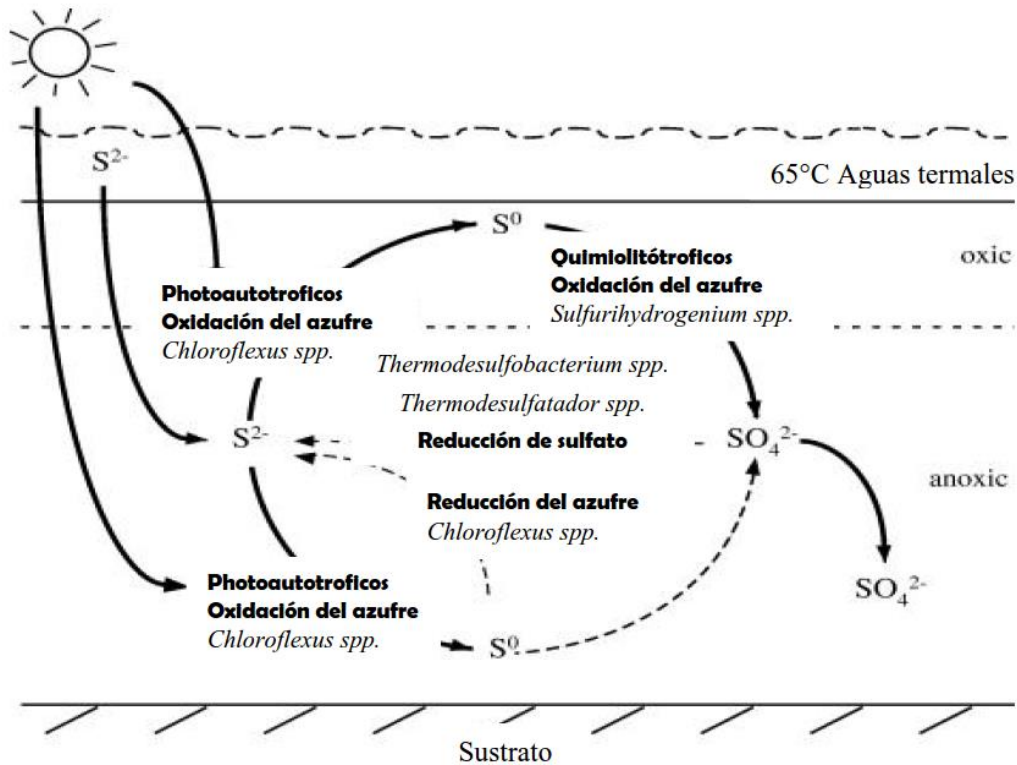 S²⁻
65°C Aguas termales
S⁰
oxic
Quimiolitótroficos
Oxidación del azufre
Sulfurihydrogenium spp.
Photoautotroficos
Oxidación del azufre
Chloroflexus spp.
Thermodesulfobacterium spp.
Thermodesulfatador spp.
S²⁻
Reducción de sulfato
SO₄²⁻
anoxic
Reducción del azufre
Chloroflexus spp.
SO₄²⁻
Photoautotroficos
Oxidación del azufre
Chloroflexus spp.
S⁰
Sustrato